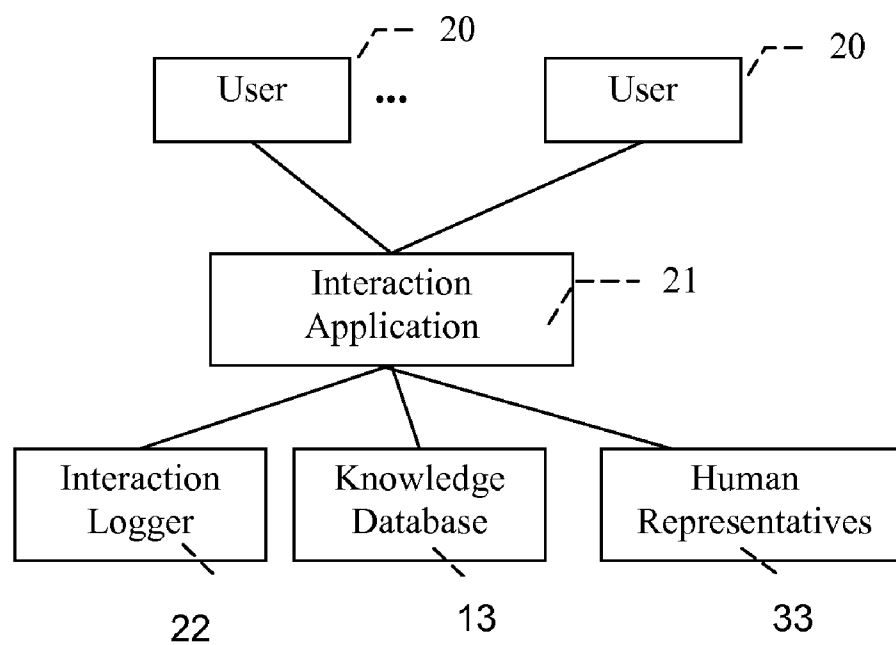 20
20
User
...
User
Interaction
Application
21
Interaction
Logger
Knowledge
Database
Human
Representatives
22
13
33